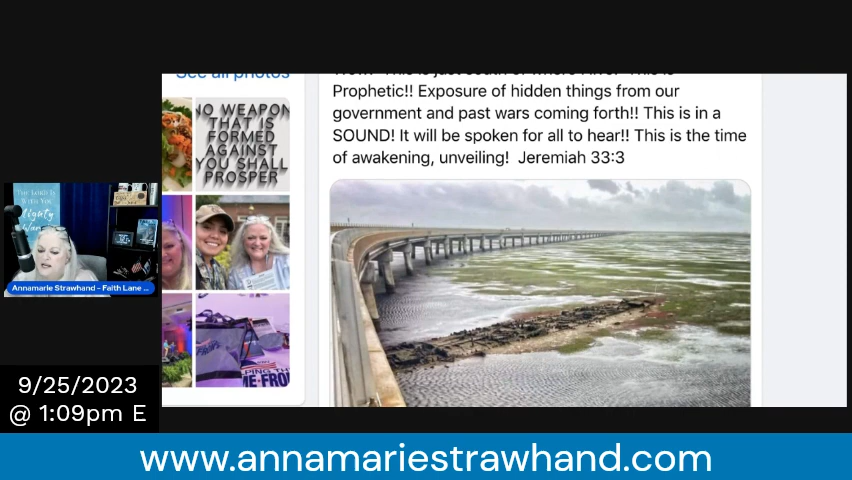 See all photos
NO WEAPON
THAT IS
FORMED
AGAINST
YOU SHALL
PROSPER
Prophetic!! Exposure of hidden things from our
government and past wars coming forth!! This is in a
SOUND! It will be spoken for all to hear!! This is the time
of awakening, unveiling!  Jeremiah 33:3
Annamarie Strawhand - Faith Lane ...
9/25/2023
@ 1:09pm E
www.annamariestrawhand.com